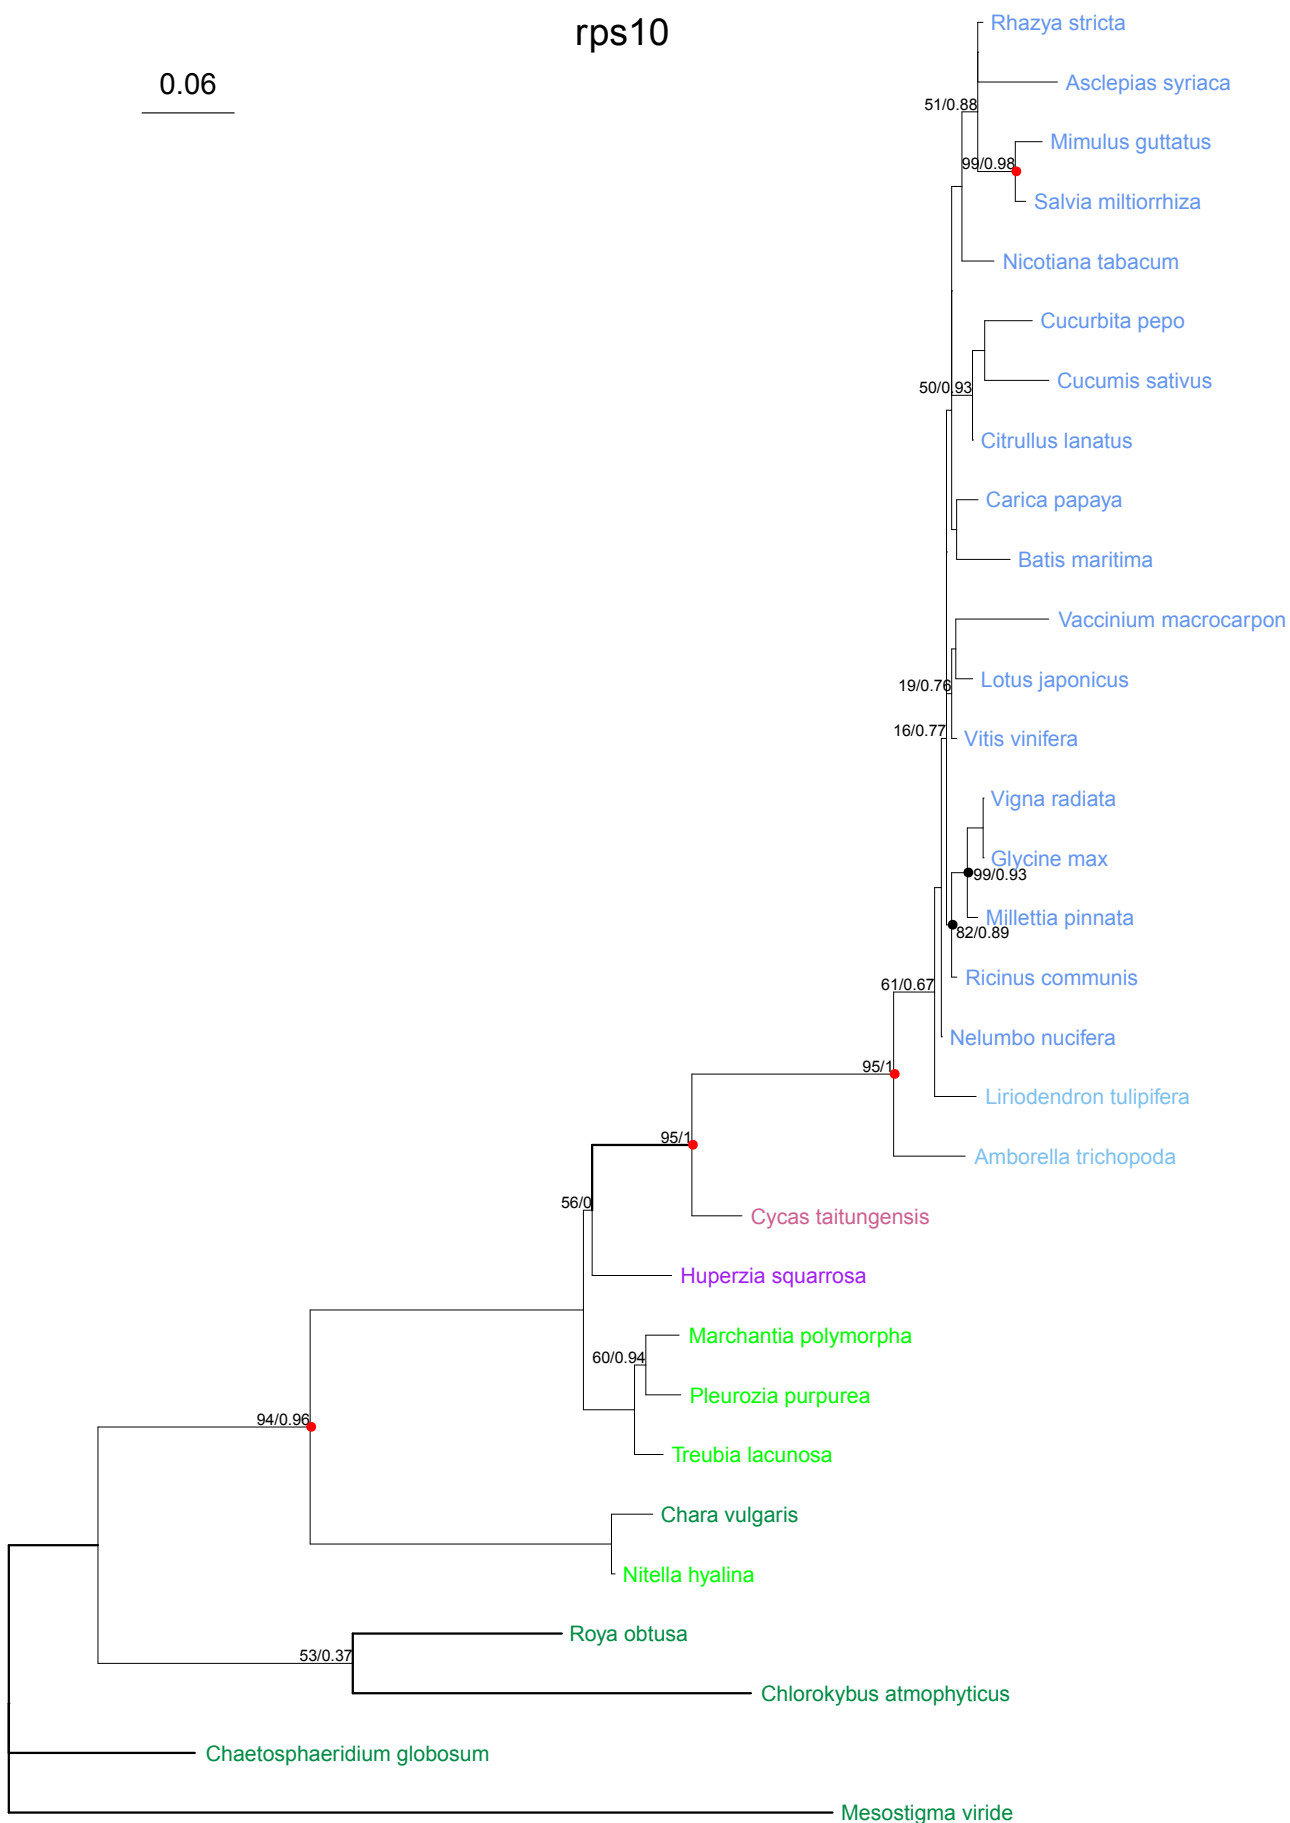 rps10
0.06
Rhazya stricta
Asclepias syriaca
51/0.88
Mimulus guttatus
99/0.98
Salvia miltiorrhiza
Nicotiana tabacum
Cucurbita pepo
Cucumis sativus
50/0.93
Citrullus lanatus
Carica papaya
Batis maritima
Vaccinium macrocarpon
Lotus japonicus
19/0.76
16/0.77
Vitis vinifera
Vigna radiata
Glycine max
99/0.93
Millettia pinnata
82/0.89
Ricinus communis
61/0.67
Nelumbo nucifera
95/1
Liriodendron tulipifera
95/1
Amborella trichopoda
56/0
Cycas taitungensis
Huperzia squarrosa
Marchantia polymorpha
60/0.94
Pleurozia purpurea
94/0.96
Treubia lacunosa
Chara vulgaris
Nitella hyalina
Roya obtusa
53/0.37
Chlorokybus atmophyticus
Chaetosphaeridium globosum
Mesostigma viride